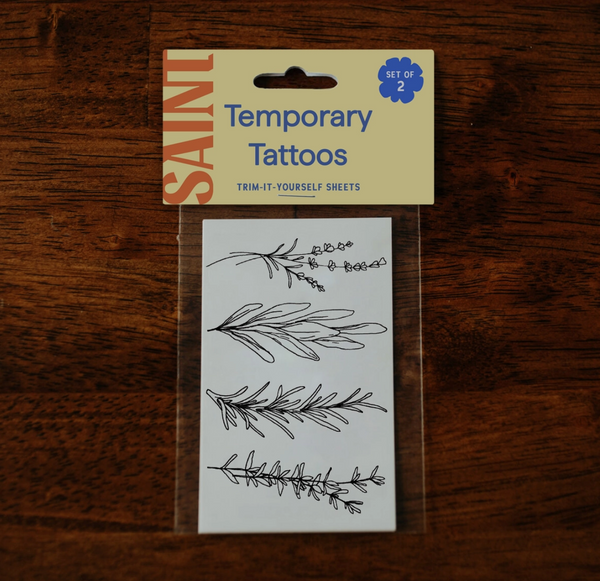 SAINT
SET OF
2
Temporary
Tattoos
TRIM-IT-YOURSELF SHEETS